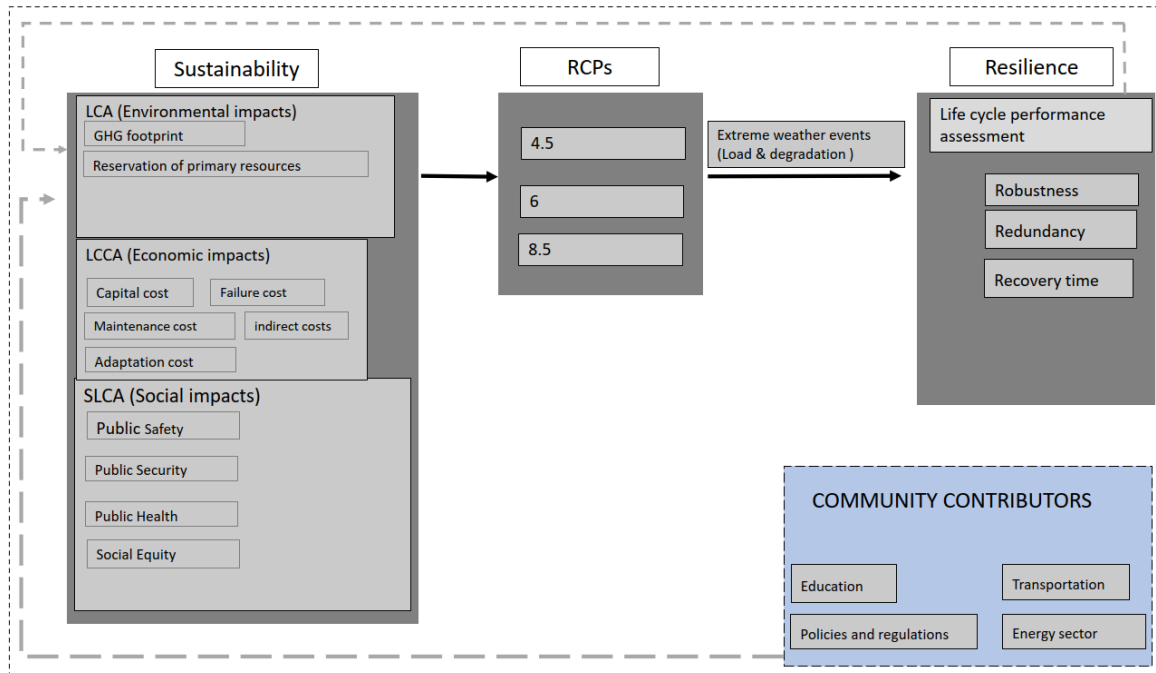 Sustainability
LCA (Environmental impacts)
GHG footprint
Reservation of primary resources
LCCA (Economic impacts)
Capital cost
Failure cost
Maintenance cost
indirect costs
Adaptation cost
SLCA (Social impacts)
Public Safety
Public Security
Public Health
Social Equity
RCPs
4.5
6
8.5
Extreme weather events
(Load & degradation )
Resilience
Life cycle performance
assessment
Robustness
Redundancy
Recovery time
COMMUNITY CONTRIBUTORS
Education
Transportation
Policies and regulations
Energy sector